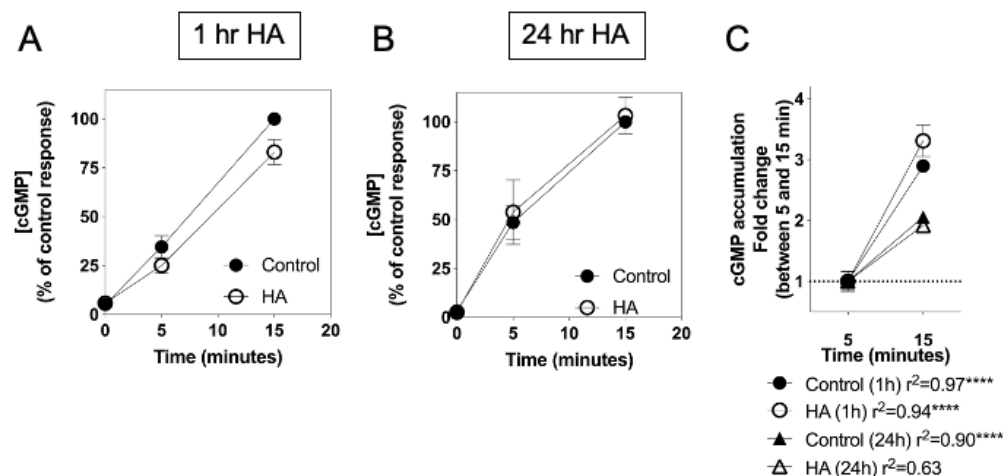 A
1 hr HA
[cGMP]
(% of control response)
100
75
50
25
0
Control
HA
0 5 10 15 20
Time (minutes)
B
24 hr HA
[cGMP]
(% of control response)
100
75
50
25
0
Control
HA
0 5 10 15 20
Time (minutes)
C
cGMP accumulation
Fold change
(between 5 and 15 min)
4
3
2
1
5 15
Time (minutes)
Control (1h) r²=0.97****
HA (1h) r²=0.94****
Control (24h) r²=0.90****
HA (24h) r²=0.63